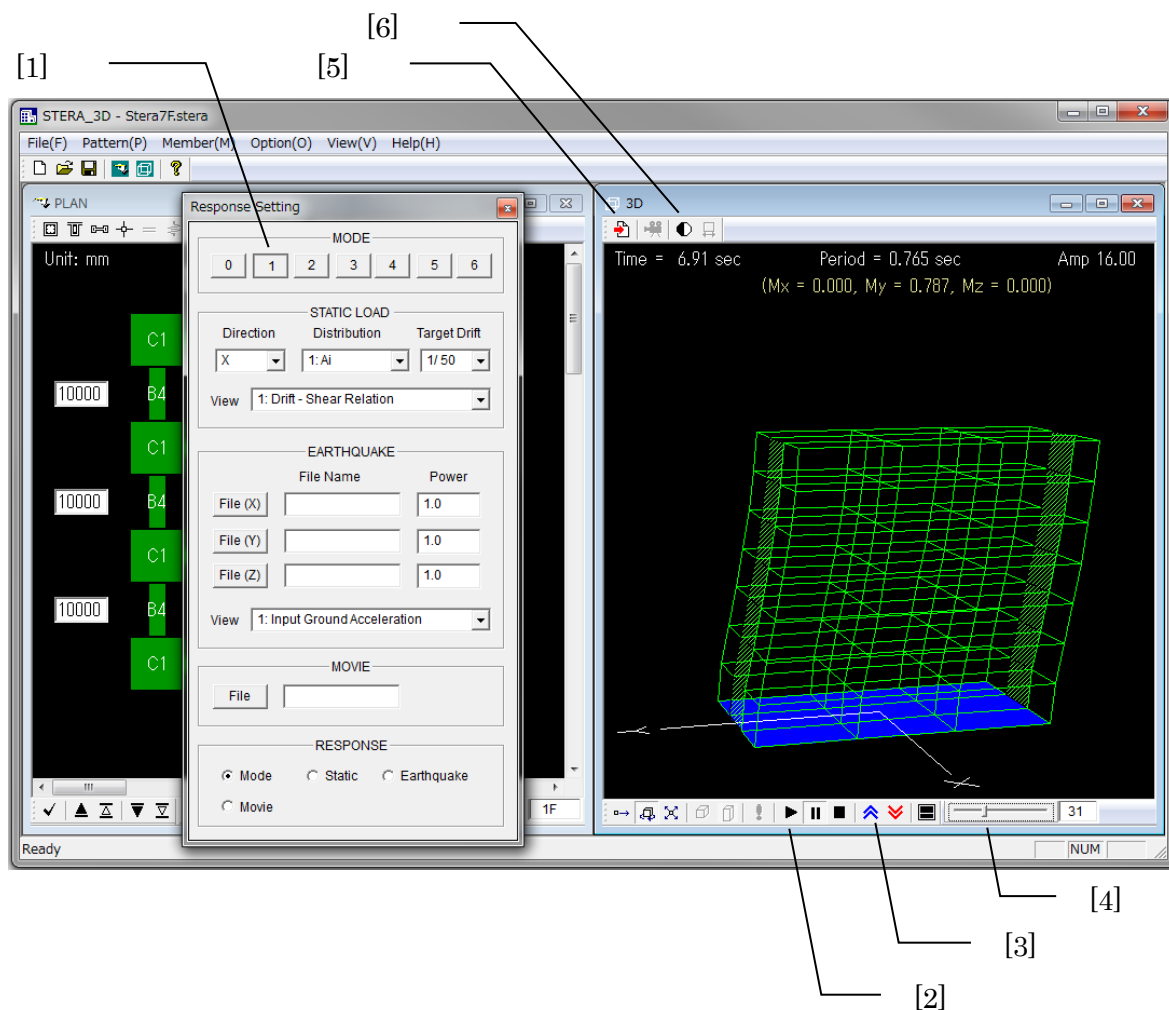 [6]
[1]
[5]
STERA_3D - Stera7F.stera
File(F) Pattern(P) Member(M) Option(O) View(V) Help(H)
PLAN
Unit: mm
C1
10000 B4
C1
10000 B4
C1
10000 B4
C1
1F
Response Setting
MODE
0 1 2 3 4 5 6
STATIC LOAD
Direction Distribution Target Drift
X 1: Ai 1/ 50
View 1: Drift - Shear Relation
EARTHQUAKE
File Name Power
File (X) 1.0
File (Y) 1.0
File (Z) 1.0
View 1: Input Ground Acceleration
MOVIE
File
RESPONSE
Mode Static Earthquake
Movie
3D
Time = 6.91 sec Period = 0.765 sec Amp 16.00
(Mx = 0.000, My = 0.787, Mz = 0.000)
31
Ready NUM
[4]
[3]
[2]